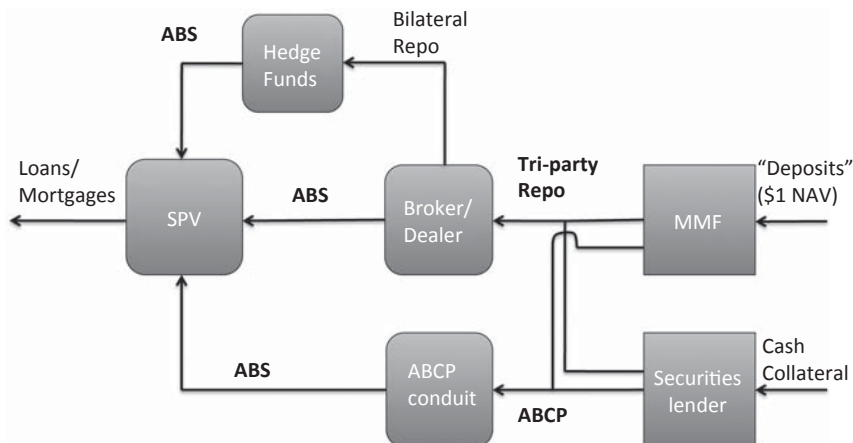 ABS
Hedge
Funds
Bilateral
Repo
Loans/
Mortgages
SPV
ABS
Broker/
Dealer
Tri-party
Repo
MMF
“Deposits”
($1 NAV)
ABS
ABCP
conduit
ABCP
Securities
lender
Cash
Collateral